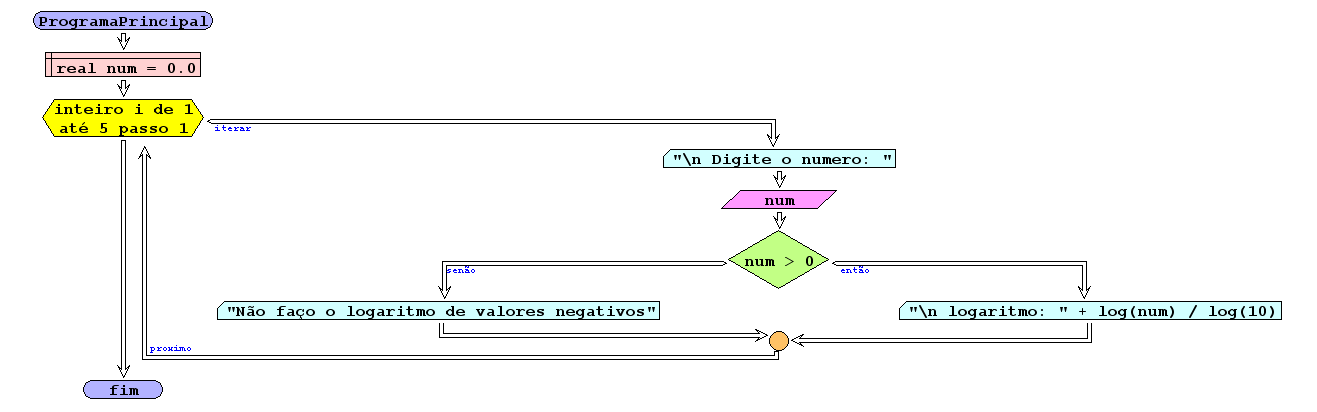 ProgramaPrincipal
real num = 0.0
inteiro i de 1
até 5 passo 1
iterar
"\n Digite o numero: "
num
num > 0
senão
então
"Não faço o logaritmo de valores negativos"
"\n logaritmo: " + log(num) / log(10)
proximo
fim